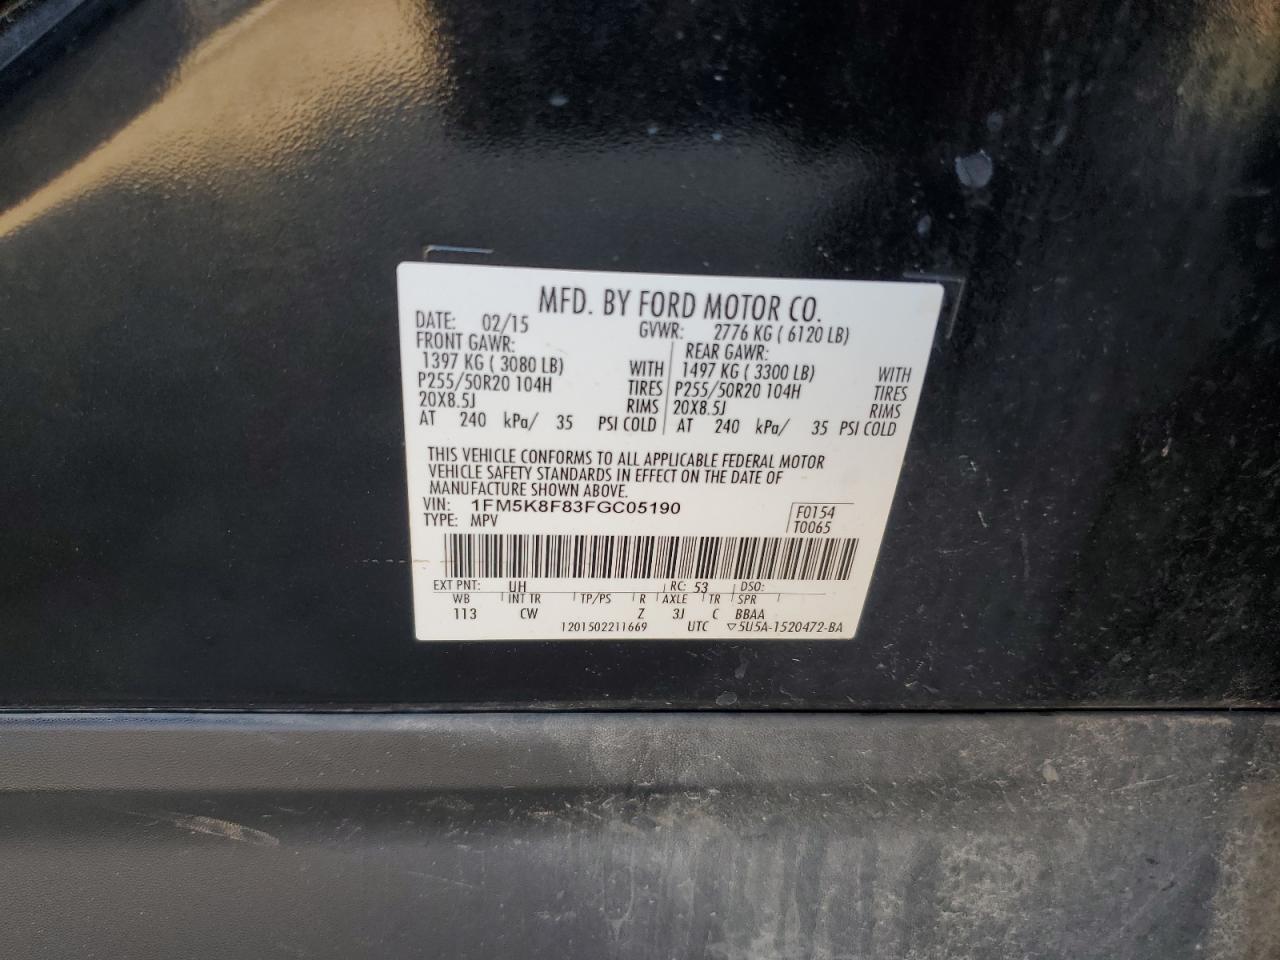 MFD. BY FORD MOTOR CO.
DATE: 02/15 GVWR: 2776 KG ( 6120 LB)
FRONT GAWR: REAR GAWR:
1397 KG ( 3080 LB) WITH 1497 KG ( 3300 LB) WITH
P255/50R20 104H TIRES P255/50R20 104H TIRES
20X8.5J RIMS 20X8.5J RIMS
AT 240 kPa/ 35 PSI COLD AT 240 kPa/ 35 PSI COLD
THIS VEHICLE CONFORMS TO ALL APPLICABLE FEDERAL MOTOR
VEHICLE SAFETY STANDARDS IN EFFECT ON THE DATE OF
MANUFACTURE SHOWN ABOVE.
VIN: 1FM5K8F83FGC05190 F0154
TYPE: MPV T0065
EXT PNT: UH RC: 53 DSO:
WB INT TR TP/PS R AXLE TR SPR
113 CW Z 3J C BBAA
1201502211669 UTC ▽5U5A-1520472-BA